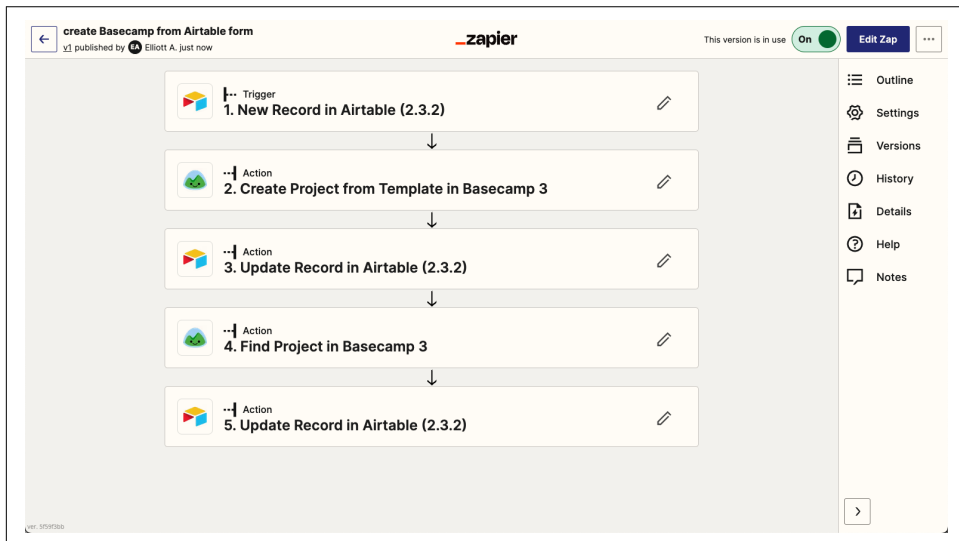 create Basecamp from Airtable form
v1 published by EA Elliott A. just now
_zapier
This version is in use On
Edit Zap
Trigger
1. New Record in Airtable (2.3.2)
Action
2. Create Project from Template in Basecamp 3
Action
3. Update Record in Airtable (2.3.2)
Action
4. Find Project in Basecamp 3
Action
5. Update Record in Airtable (2.3.2)
Outline
Settings
Versions
History
Details
Help
Notes
ver. 5f59f3bb